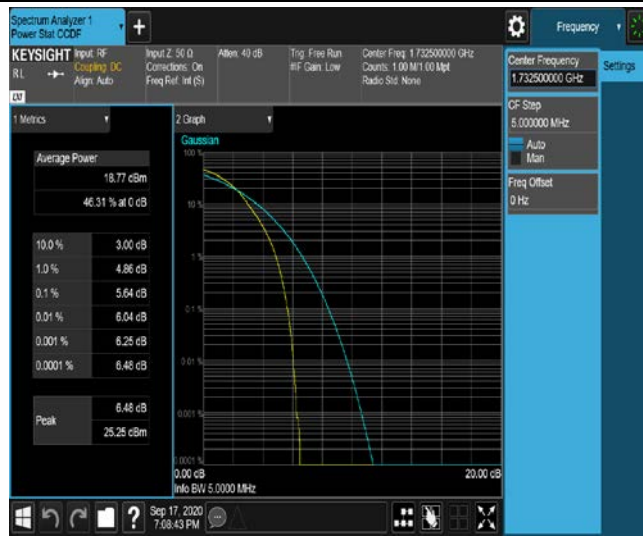 Spectrum Analyzer 1
Power Stat CCDF
+
Frequency
KEYSIGHT
RL
Input: RF
Coupling: DC
Align: Auto
Input Z: 50 Ω
Corrections: On
Freq Ref: Int (S)
Atten: 40 dB
Trig: Free Run
#IF Gain: Low
Center Freq: 1.732500000 GHz
Counts: 1.00 M/1.00 Mpt
Radio Std: None
Center Frequency
1.732500000 GHz
Settings
CF Step
5.000000 MHz
Auto
Man
Freq Offset
0 Hz
1 Metrics
Average Power
18.77 dBm
46.31 % at 0 dB
10.0 % 3.00 dB
1.0 % 4.86 dB
0.1 % 5.64 dB
0.01 % 6.04 dB
0.001 % 6.25 dB
0.0001 % 6.48 dB
Peak
6.48 dB
25.25 dBm
2 Graph
Gaussian
100 %
10 %
1 %
0.1 %
0.01 %
0.001 %
0.0001 %
0.00 dB
20.00 dB
Info BW 5.0000 MHz
?
Sep 17, 2020
7:08:43 PM